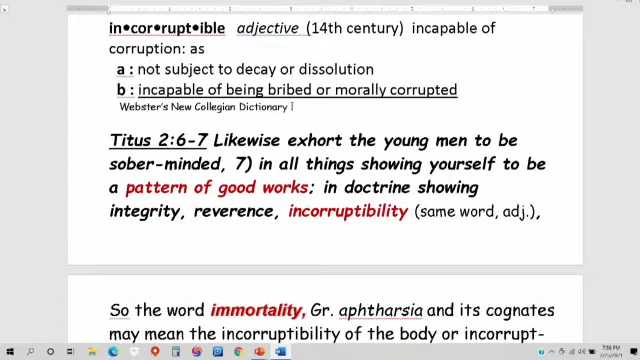 in•cor•rupt•ible adjective (14th century) incapable of
corruption: as
a : not subject to decay or dissolution
b : incapable of being bribed or morally corrupted
Webster's New Collegian Dictionary
Titus 2:6-7 Likewise exhort the young men to be
sober-minded, 7) in all things showing yourself to be
a pattern of good works; in doctrine showing
integrity, reverence, incorruptibility (same word, adj.),
So the word immortality, Gr. aphtharsia and its cognates
may mean the incorruptibility of the body or incorrupt-
7:56 PM